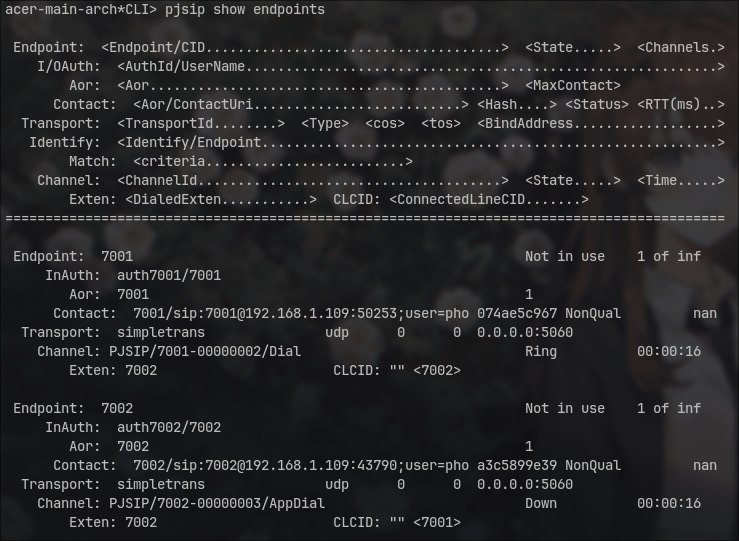 acer-main-arch*CLI> pjsip show endpoints
Endpoint:  <Endpoint/CID.....................................>  <State.....>  <Channels.>
I/OAuth:  <AuthId/UserName...........................................................>
Aor:  <Aor............................................>  <MaxContact>
Contact:  <Aor/ContactUri..........................> <Hash....> <Status> <RTT(ms)..>
Transport:  <TransportId........>  <Type>  <cos>  <tos>  <BindAddress..................>
Identify:  <Identify/Endpoint.........................................................>
Match:  <criteria.........................>
Channel:  <ChannelId......................................>  <State.....>  <Time.....>
Exten: <DialedExten...........>  CLCID: <ConnectedLineCID.......>
==========================================================================================
Endpoint:  7001                                                 Not in use    1 of inf
InAuth:  auth7001/7001
Aor:  7001                                               1
Contact:  7001/sip:7001@192.168.1.109:50253;user=pho 074ae5c967 NonQual         nan
Transport:  simpletrans               udp      0      0  0.0.0.0:5060
Channel: PJSIP/7001-00000002/Dial                            Ring          00:00:16
Exten: 7002                      CLCID: "" <7002>
Endpoint:  7002                                                 Not in use    1 of inf
InAuth:  auth7002/7002
Aor:  7002                                               1
Contact:  7002/sip:7002@192.168.1.109:43790;user=pho a3c5899e39 NonQual         nan
Transport:  simpletrans               udp      0      0  0.0.0.0:5060
Channel: PJSIP/7002-00000003/AppDial                         Down          00:00:16
Exten: 7002                      CLCID: "" <7001>